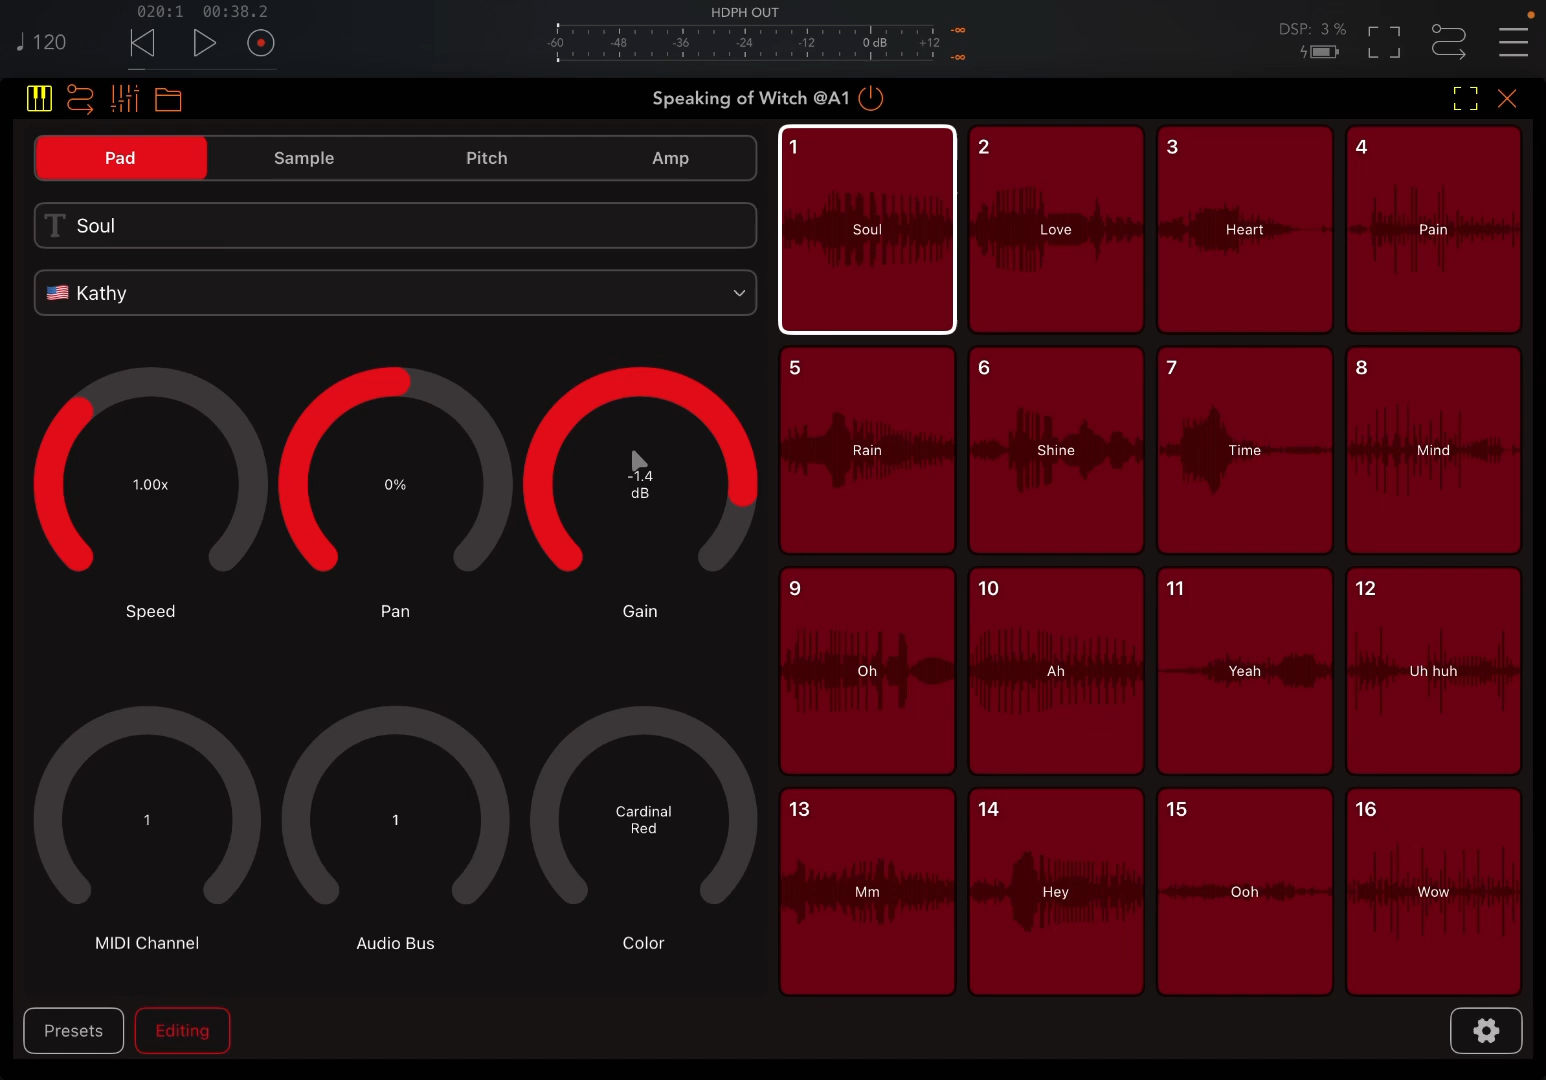 020:1 00:38.2
HDPH OUT
♩ 120
-60 -48 -36 -24 -12 0 dB +12
-∞
-∞
DSP: 3 %
Speaking of Witch @A1
Pad Sample Pitch Amp
T Soul
Kathy
1.00x
0%
-1.4
dB
Speed Pan Gain
1
1
Cardinal
Red
MIDI Channel Audio Bus Color
Presets Editing
1 2 3 4
Soul Love Heart Pain
5 6 7 8
Rain Shine Time Mind
9 10 11 12
Oh Ah Yeah Uh huh
13 14 15 16
Mm Hey Ooh Wow